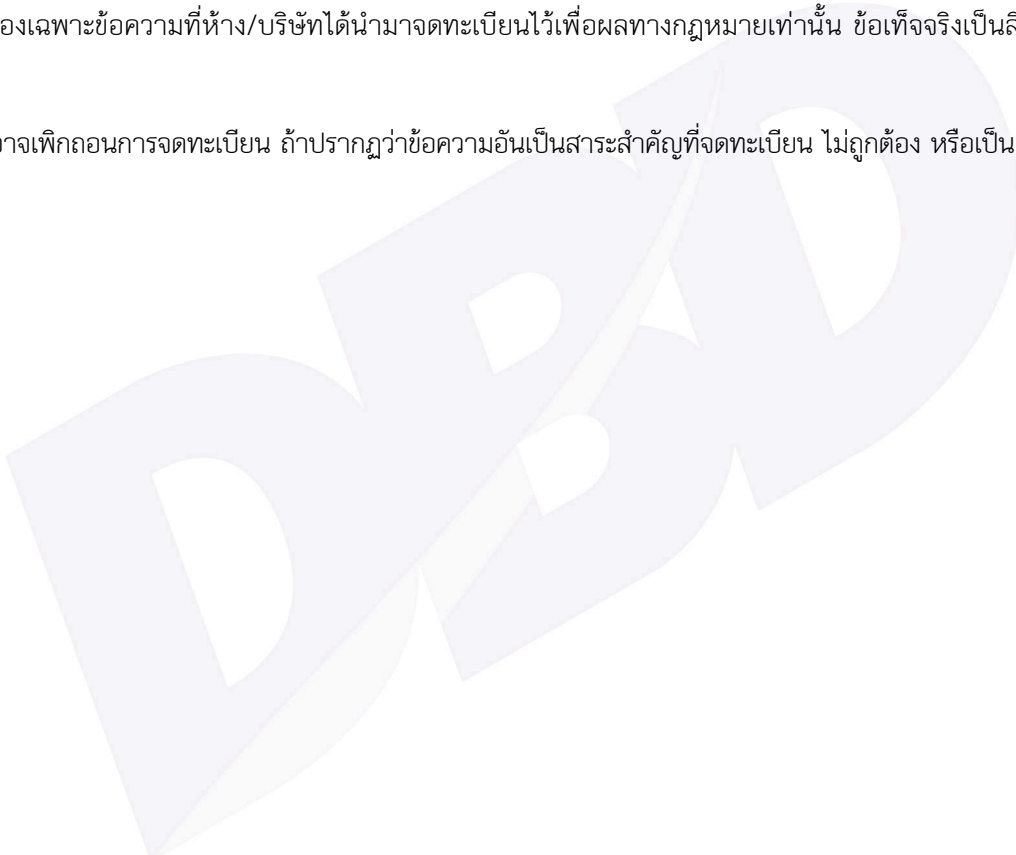 องเฉพาะข้อความที่ห้าง/บริษัทได้นำมาจดทะเบียนไว้เพื่อผลทางกฎหมายเท่านั้น ข้อเท็จจริงเป็นสิ
าจเพิกถอนการจดทะเบียน ถ้าปรากฏว่าข้อความอันเป็นสาระสำคัญที่จดทะเบียน ไม่ถูกต้อง หรือเป็น
DBD